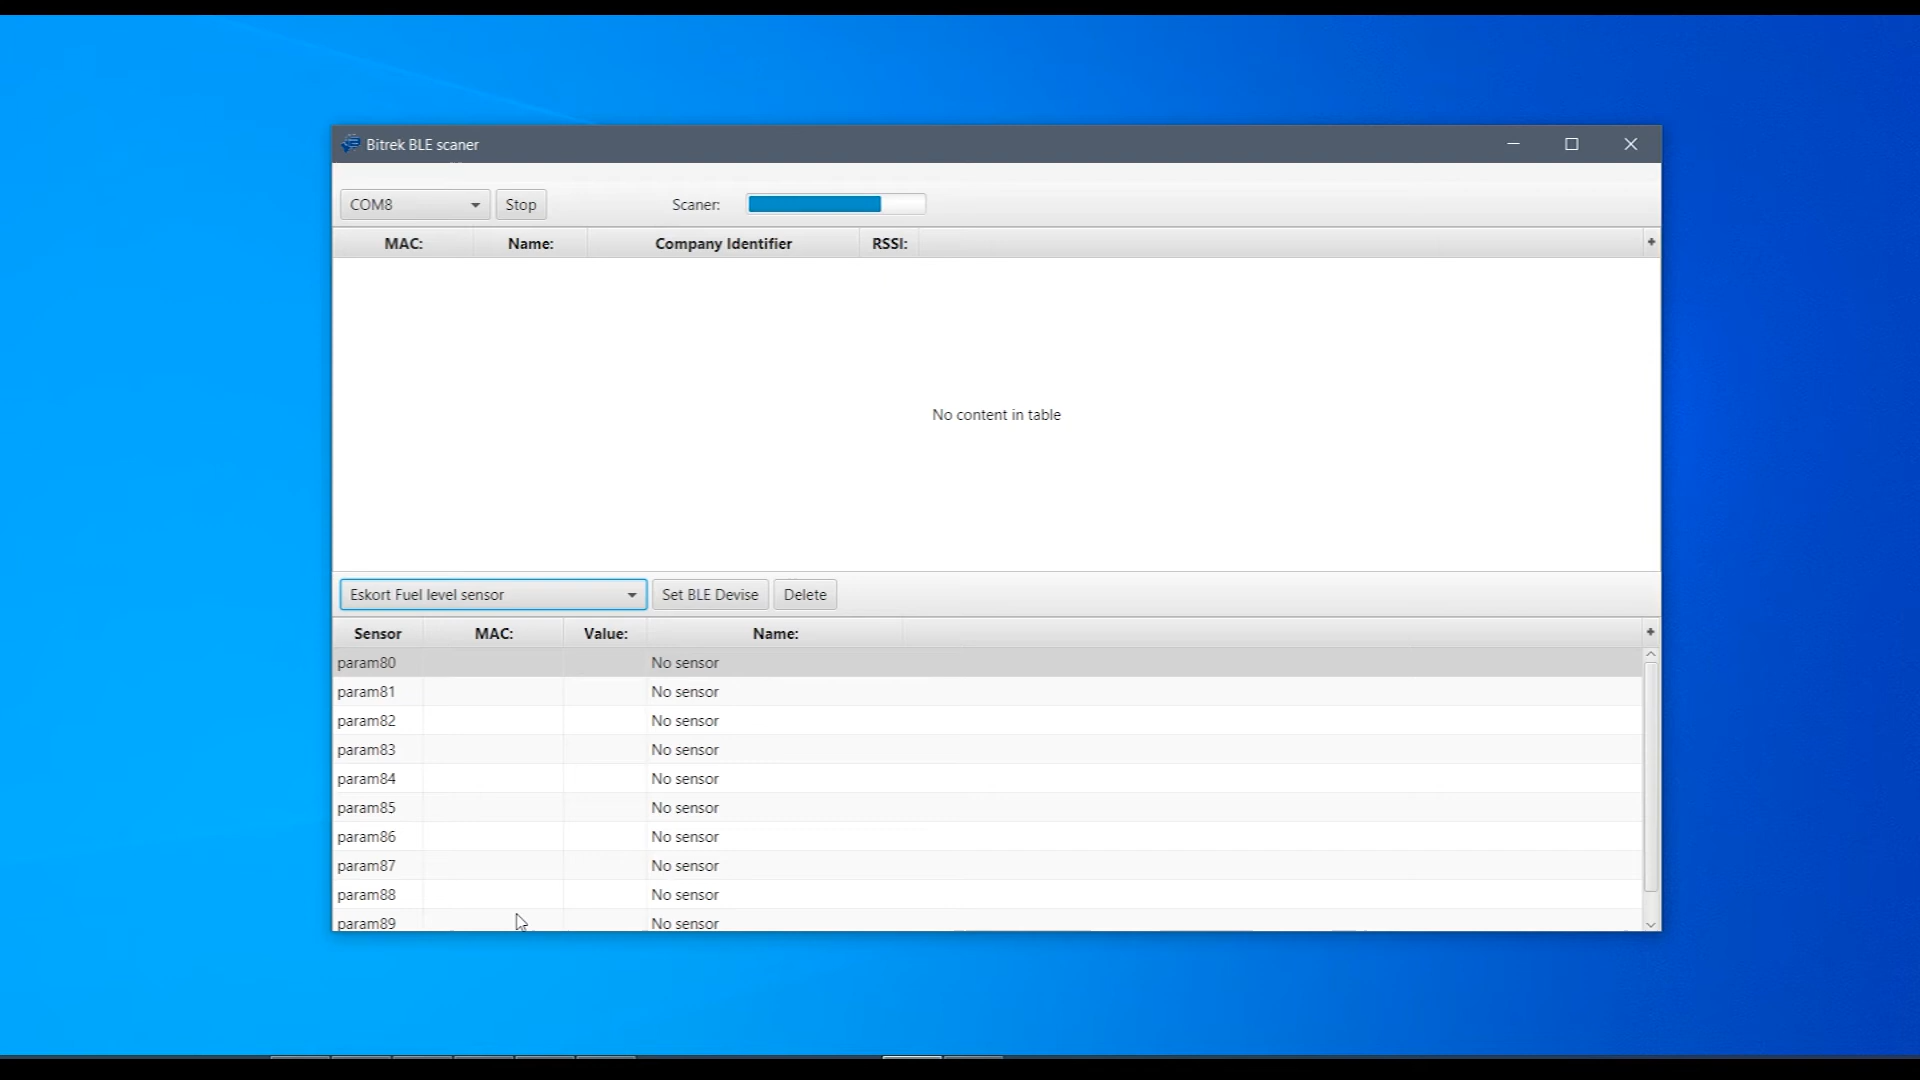 Bitrek BLE scaner
COM8 Stop Scaner:
MAC: Name: Company Identifier RSSI: +
No content in table
Eskort Fuel level sensor Set BLE Devise Delete
Sensor MAC: Value: Name: +
param80 No sensor
param81 No sensor
param82 No sensor
param83 No sensor
param84 No sensor
param85 No sensor
param86 No sensor
param87 No sensor
param88 No sensor
param89 No sensor